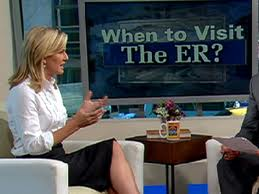 When to Visit
The ER?